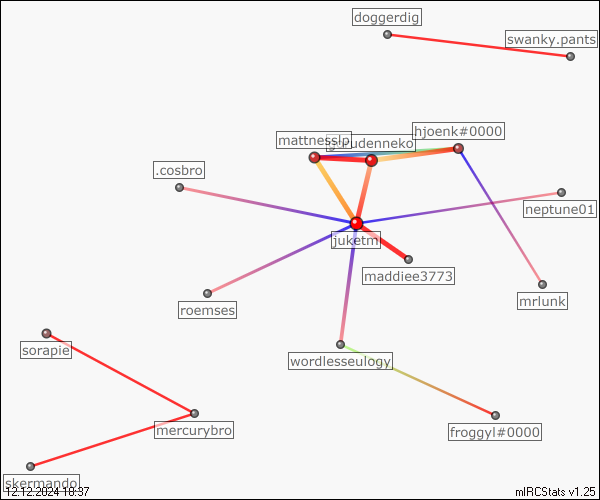 doggerdig
swanky.pants
hjoenk#0000
mattnesslp
.cosbro
neptune01
juketm
maddiee3773
mrlunk
roemses
sorapie
wordlesseulogy
mercurybro
froggyl#0000
skermando
12.12.2024 18:37
mIRCStats v1.25